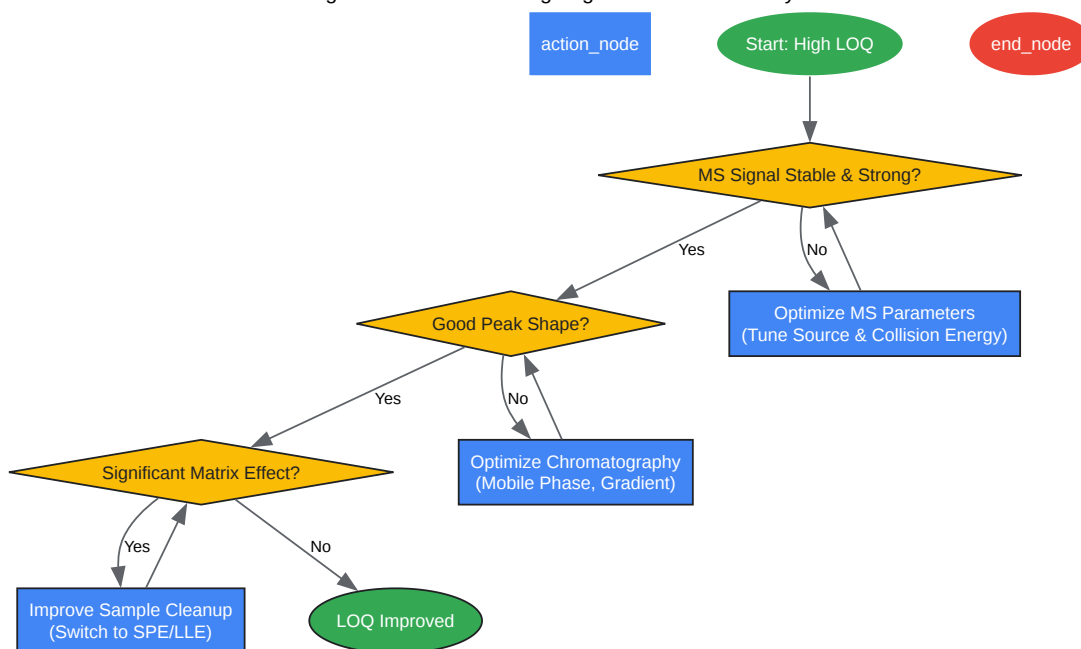 action_node
Start: High LOQ
end_node
MS Signal Stable & Strong?
Yes
No
Good Peak Shape?
Optimize MS Parameters
(Tune Source & Collision Energy)
Yes
No
Significant Matrix Effect?
Optimize Chromatography
(Mobile Phase, Gradient)
Yes
No
Improve Sample Cleanup
(Switch to SPE/LLE)
LOQ Improved